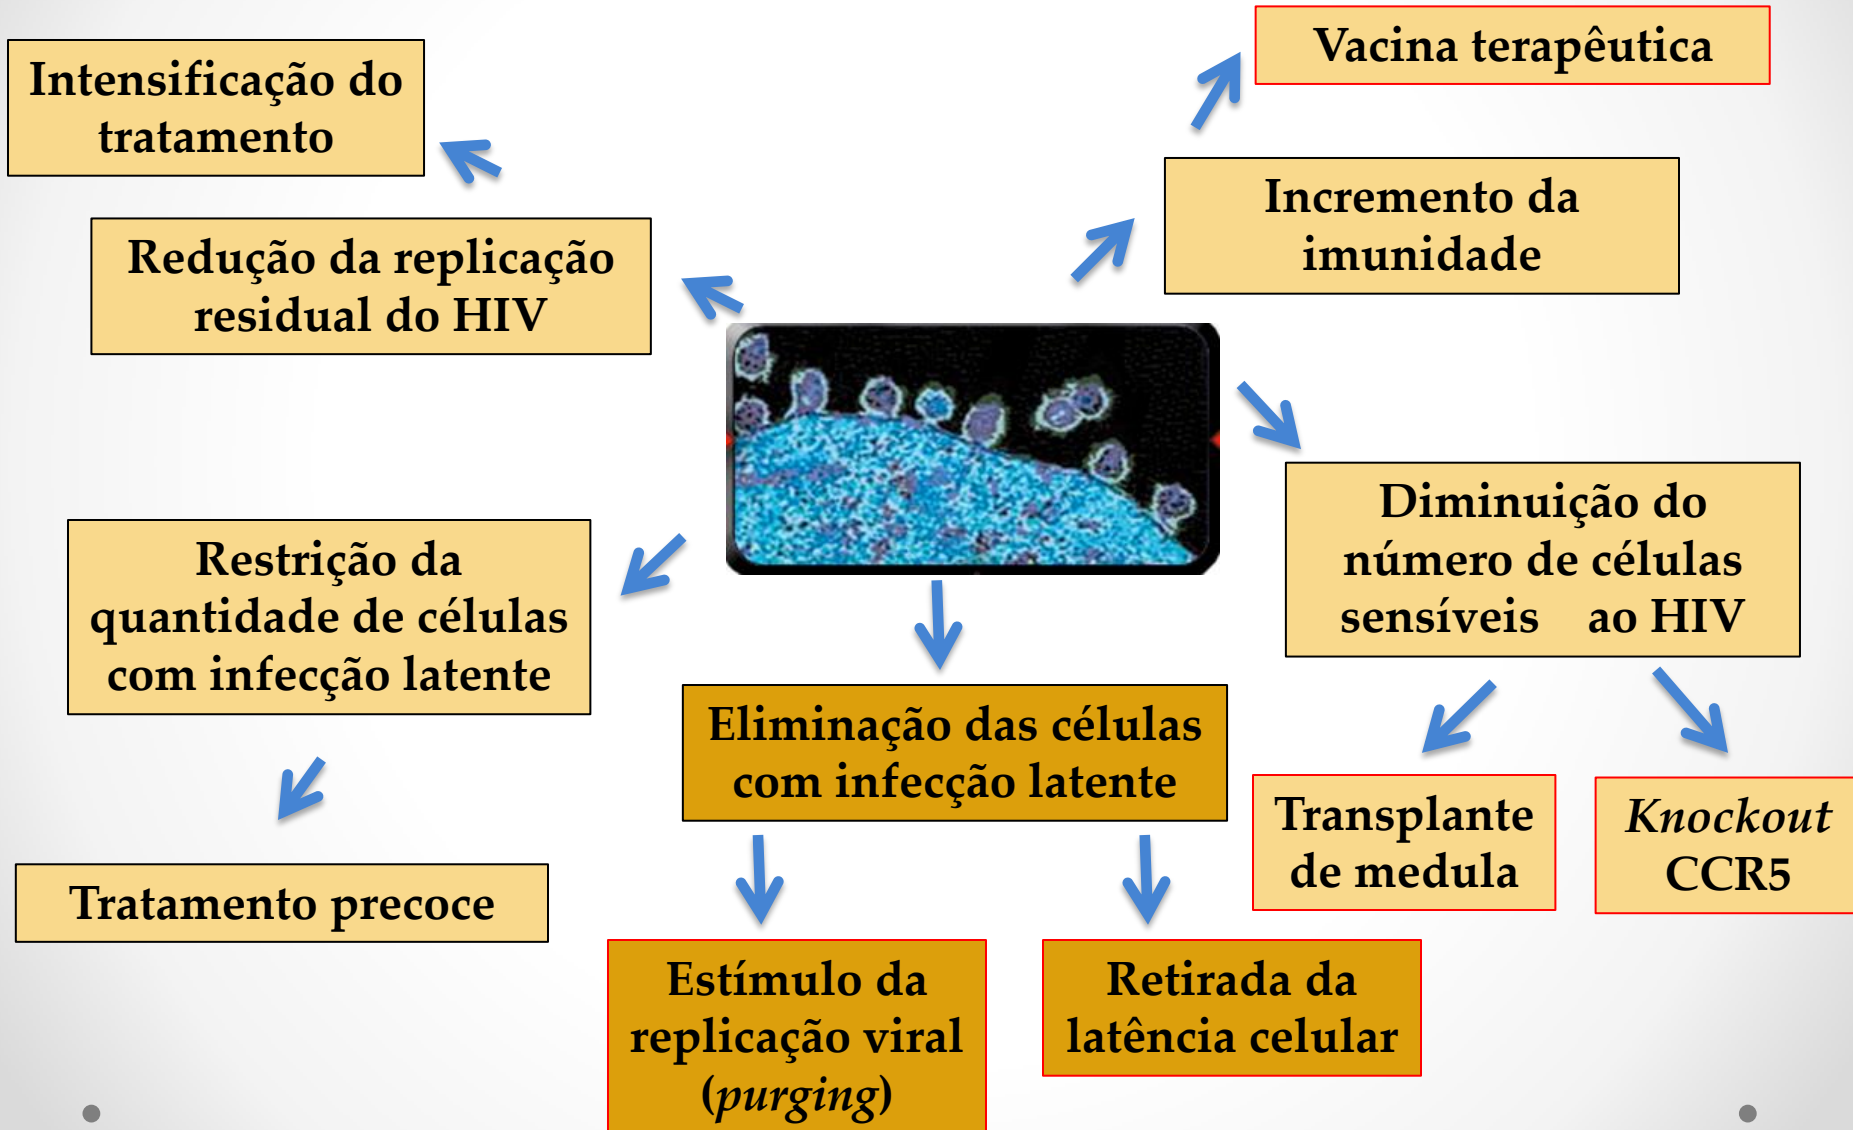 Intensificação do
tratamento
Redução da replicação
residual do HIV
Vacina terapêutica
Incremento da
imunidade
Restrição da
quantidade de células
com infecção latente
Tratamento precoce
Eliminação das células
com infecção latente
Estímulo da
replicação viral
(purging)
Retirada da
latência celular
Diminuição do
número de células
sensíveis ao HIV
Transplante
de medula
Knockout
CCR5